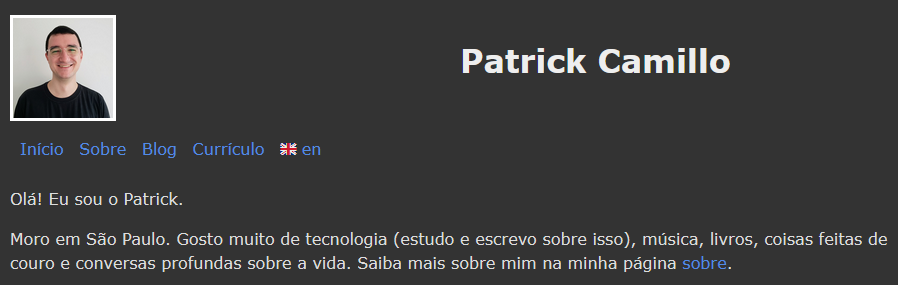 Patrick Camillo
Início Sobre Blog Currículo en
Olá! Eu sou o Patrick.
Moro em São Paulo. Gosto muito de tecnologia (estudo e escrevo sobre isso), música, livros, coisas feitas de
couro e conversas profundas sobre a vida. Saiba mais sobre mim na minha página sobre.